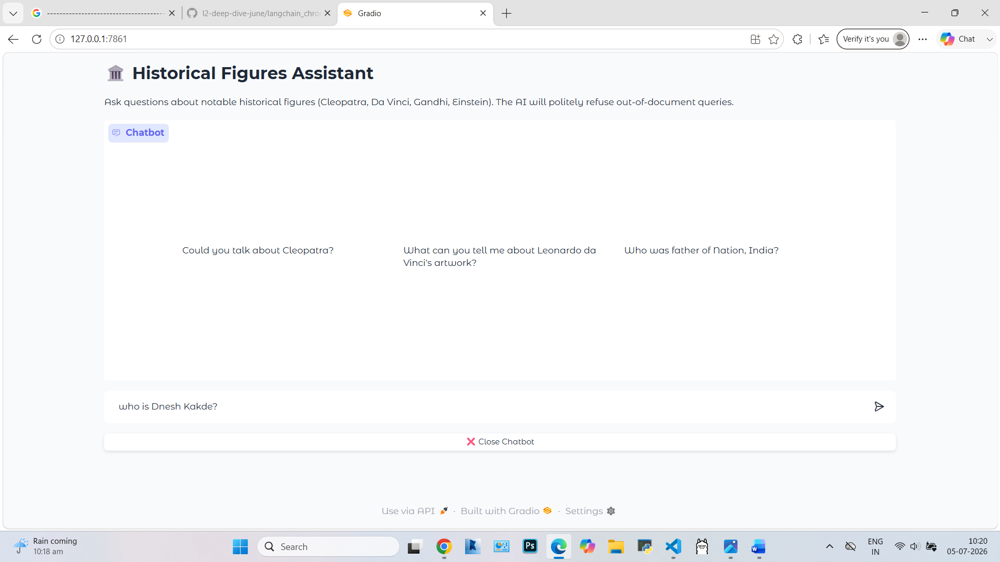 -----------------------------------
l2-deep-dive-june/langchain_chro
Gradio
127.0.0.1:7861
Verify it's you
Chat
Historical Figures Assistant
Ask questions about notable historical figures (Cleopatra, Da Vinci, Gandhi, Einstein). The AI will politely refuse out-of-document queries.
Chatbot
Could you talk about Cleopatra?
What can you tell me about Leonardo da
Vinci's artwork?
Who was father of Nation, India?
who is Dnesh Kakde?
❌ Close Chatbot
Use via API 🚀 · Built with Gradio · Settings
Rain coming
10:18 am
Search
Ps
W
ENG
IN
10:20
05-07-2026